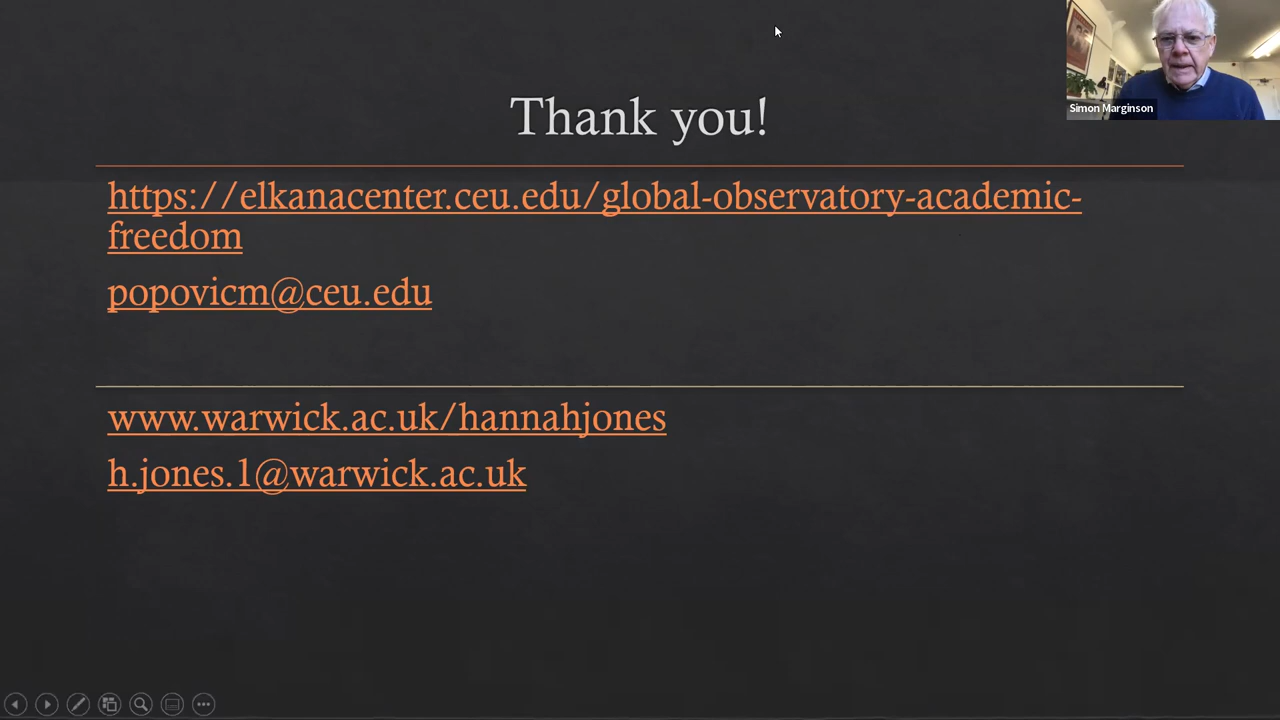 Simon Marginson
Thank you!
https://elkanacenter.ceu.edu/global-observatory-academic-
freedom
popovicm@ceu.edu
www.warwick.ac.uk/hannahjones
h.jones.1@warwick.ac.uk